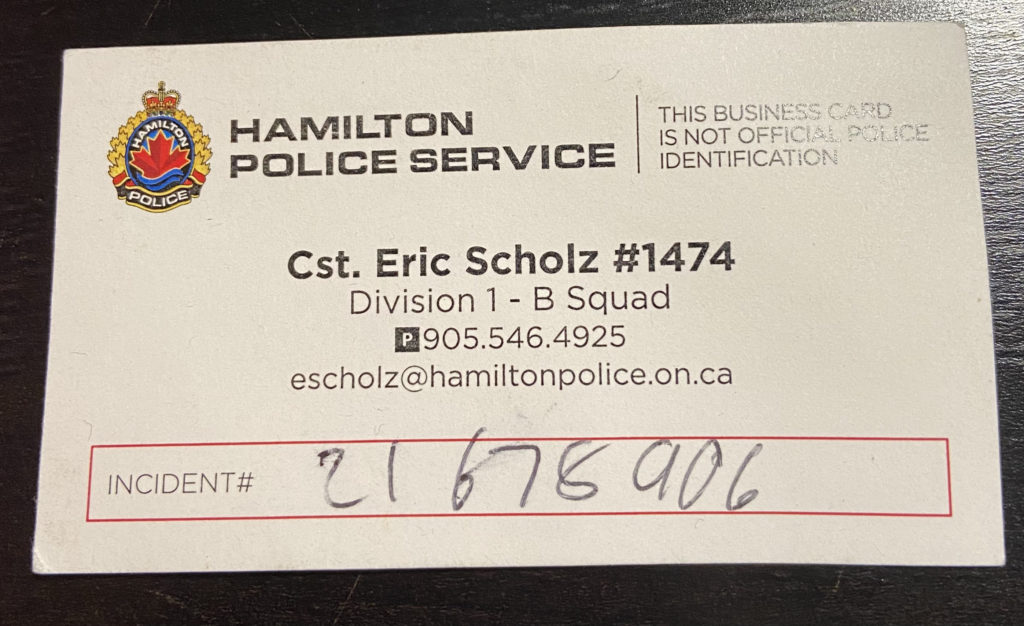 HAMILTON
POLICE
HAMILTON
POLICE SERVICE
THIS BUSINESS CARD
IS NOT OFFICIAL POLICE
IDENTIFICATION
Cst. Eric Scholz #1474
Division 1 - B Squad
P 905.546.4925
escholz@hamiltonpolice.on.ca
INCIDENT# 21 678 906